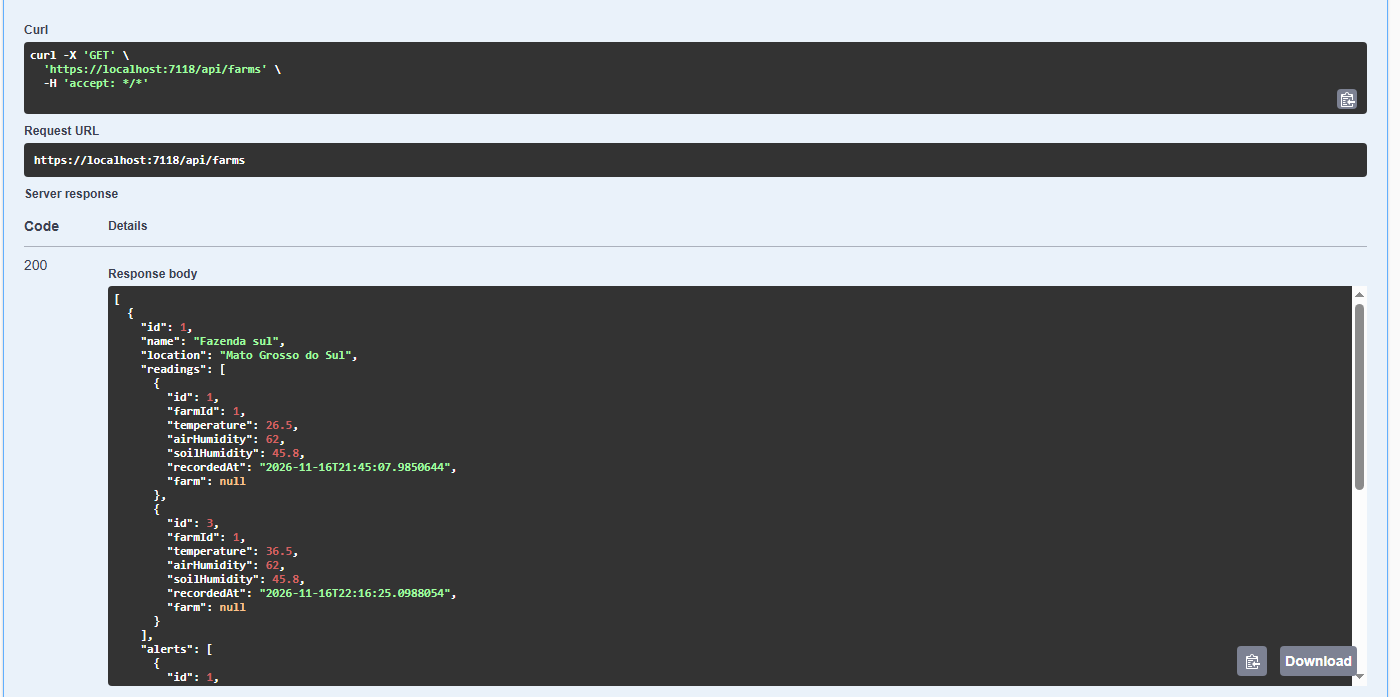 Curl
curl -X 'GET' \
  'https://localhost:7118/api/farms' \
  -H 'accept: */*'
Request URL
https://localhost:7118/api/farms
Server response
Code Details
200
Response body
[
  {
    "id": 1,
    "name": "Fazenda sul",
    "location": "Mato Grosso do Sul",
    "readings": [
      {
        "id": 1,
        "farmId": 1,
        "temperature": 26.5,
        "airHumidity": 62,
        "soilHumidity": 45.8,
        "recordedAt": "2026-11-16T21:45:07.9850644",
        "farm": null
      },
      {
        "id": 3,
        "farmId": 1,
        "temperature": 36.5,
        "airHumidity": 62,
        "soilHumidity": 45.8,
        "recordedAt": "2026-11-16T22:16:25.0988054",
        "farm": null
      }
    ],
    "alerts": [
      {
        "id": 1,
Download